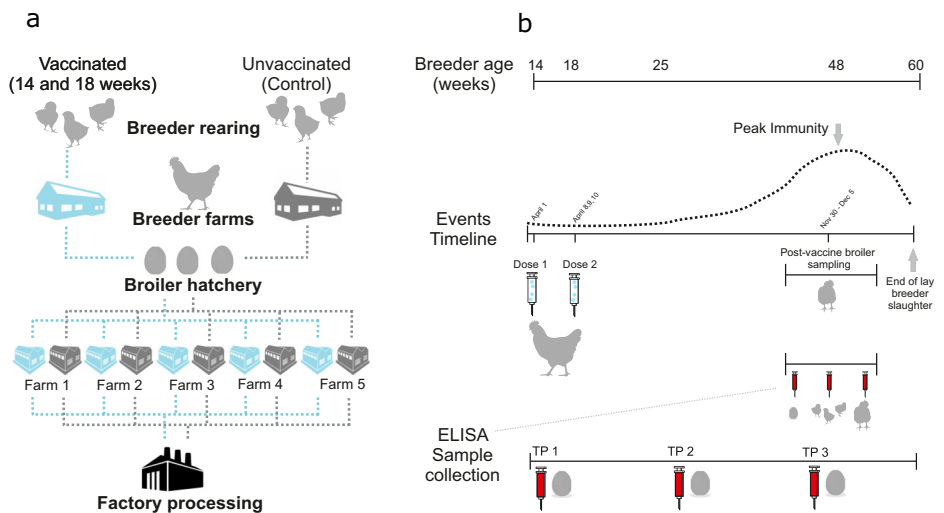 a
Vaccinated
(14 and 18 weeks)
Unvaccinated
(Control)
Breeder rearing
Breeder farms
Broiler hatchery
Farm 1
Farm 2
Farm 3
Farm 4
Farm 5
Factory processing
b
Breeder age
(weeks)
14
18
25
48
60
Peak Immunity
Events
Timeline
April 1
April 8,9,10
Nov 30 - Dec 5
Dose 1
Dose 2
Post-vaccine broiler
sampling
End of lay
breeder
slaughter
ELISA
Sample
collection
TP 1
TP 2
TP 3